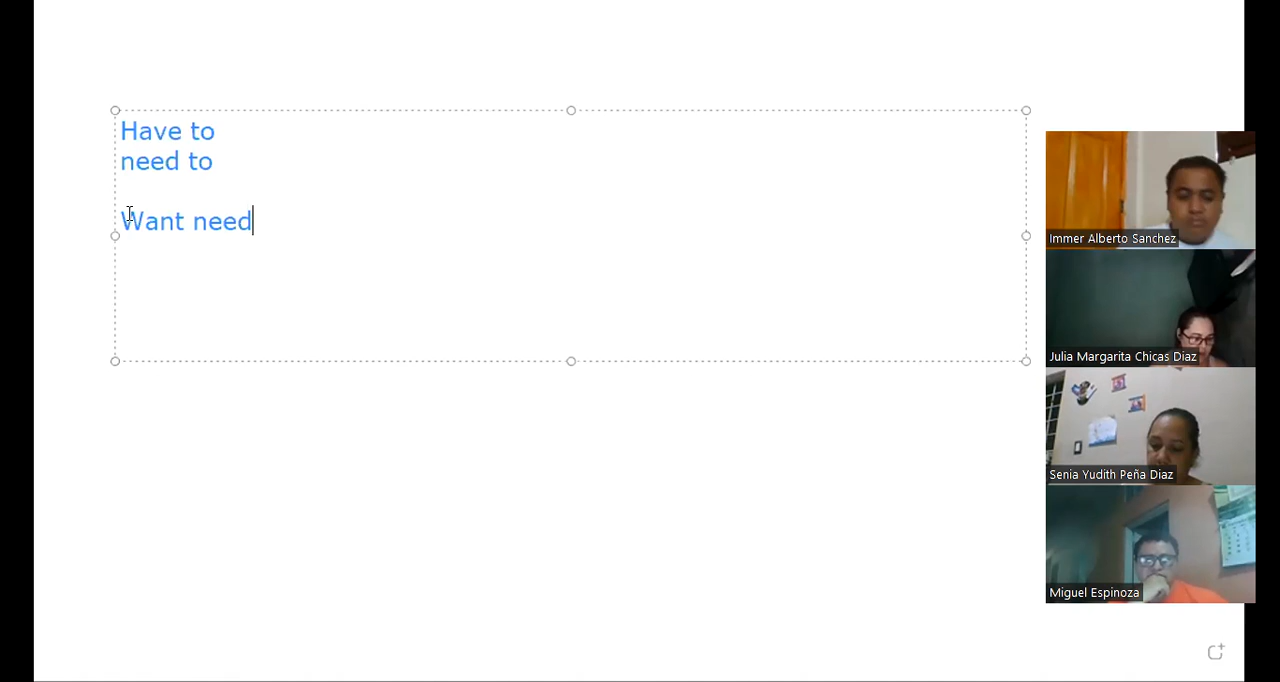 Have to
need to
Want need
Immer Alberto Sanchez
Julia Margarita Chicas Diaz
Senia Yudith Peña Diaz
Miguel Espinoza